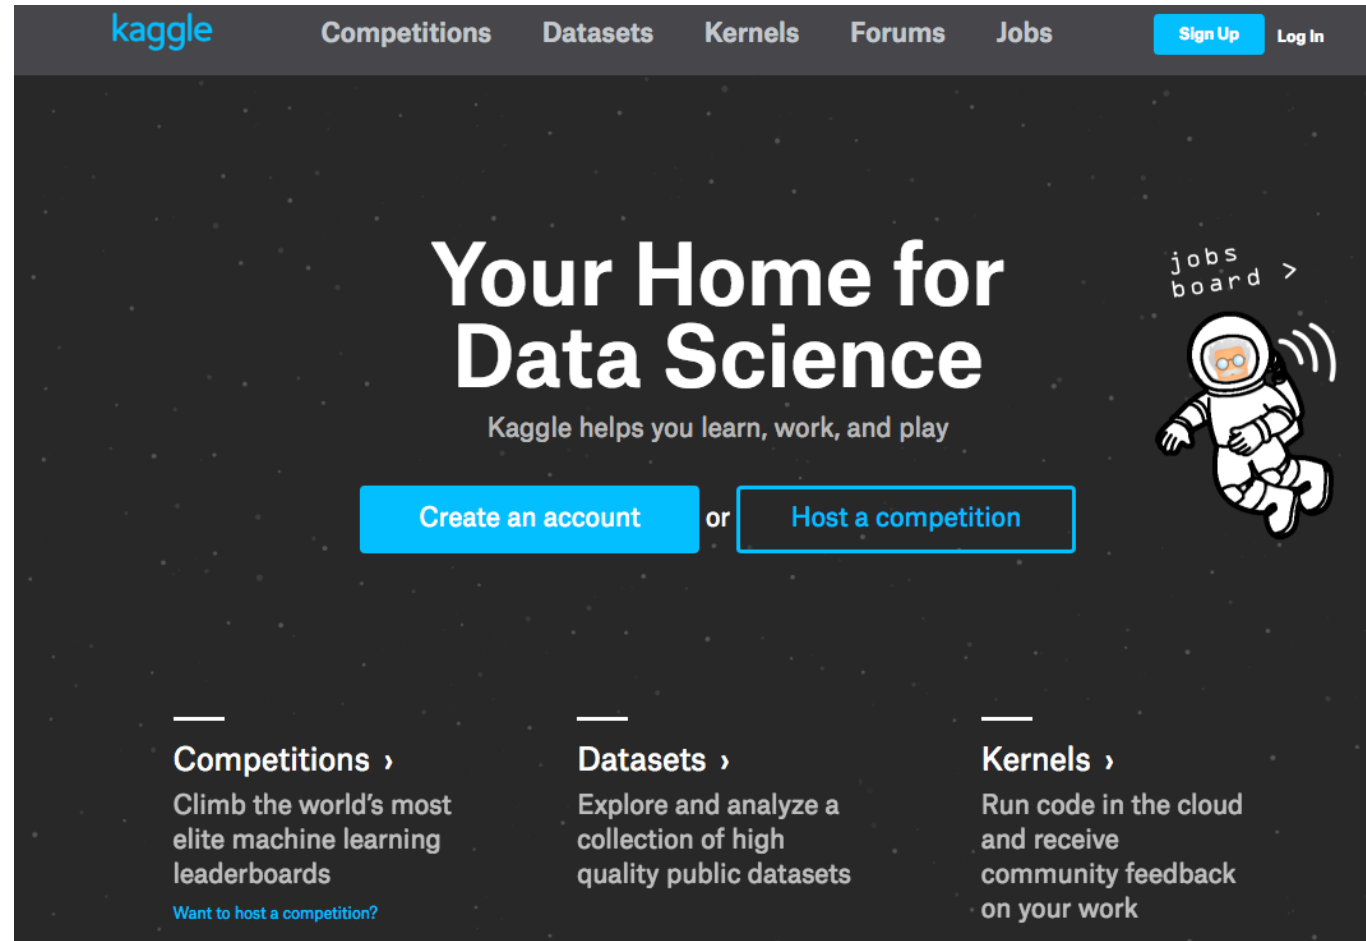 kaggle Competitions Datasets Kernels Forums Jobs Sign Up Log In
Your Home for
Data Science
Kaggle helps you learn, work, and play
Create an account or Host a competition
jobs
board >
Competitions ›
Climb the world's most
elite machine learning
leaderboards
Want to host a competition?
Datasets ›
Explore and analyze a
collection of high
quality public datasets
Kernels ›
Run code in the cloud
and receive
community feedback
on your work